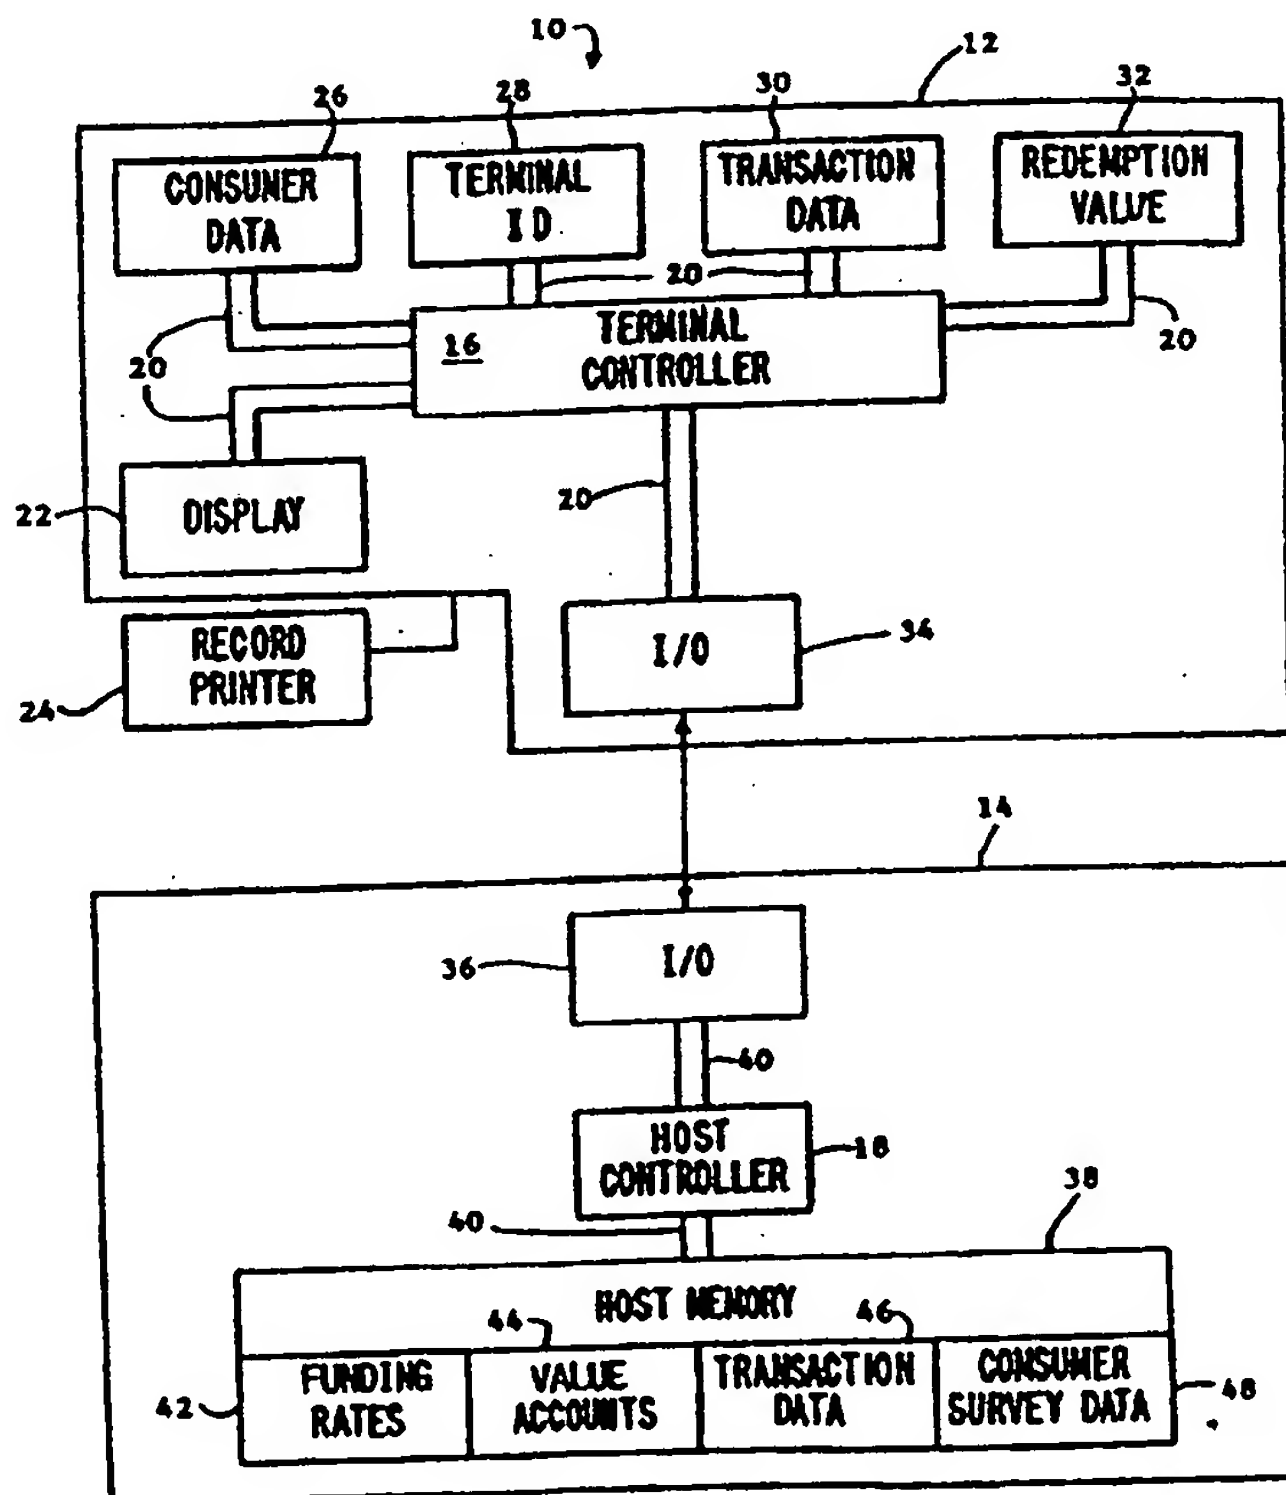 10
12
26
28
30
32
CONSUMER
DATA
TERMINAL
ID
TRANSACTION
DATA
REDEMPTION
VALUE
20
20
20
16
TERMINAL
CONTROLLER
22
DISPLAY
20
RECORD
PRINTER
24
I/O
34
14
36
I/O
40
HOST
CONTROLLER
18
40
38
HOST MEMORY
44
46
42
FUNDING
RATES
VALUE
ACCOUNTS
TRANSACTION
DATA
CONSUMER
SURVEY DATA
48